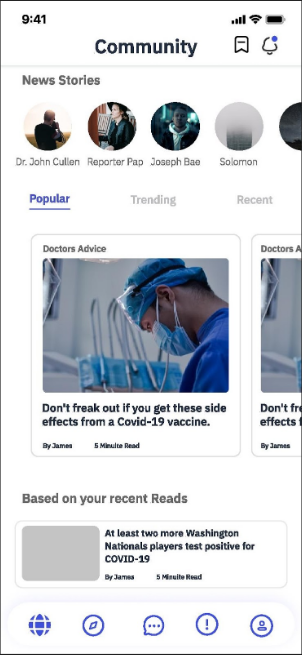 9:41
Community
News Stories
Dr. John Cullen Reporter Pap Joseph Bae Solomon
Popular Trending Recent
Doctors Advice Doctors A
Don't freak out if you get these side Don't fre
effects from a Covid-19 vaccine. effects f
By James 5 Minuite Read By James
Based on your recent Reads
At least two more Washington
Nationals players test positive for
COVID-19
By James 5 Minuite Read